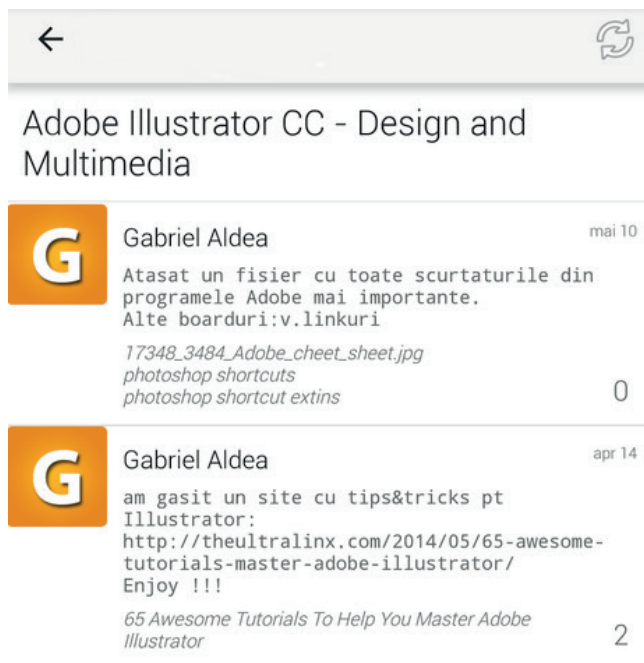 Adobe Illustrator CC - Design and
Multimedia
G
Gabriel Aldea
mai 10
Atasat un fisier cu toate scurtaturile din
programele Adobe mai importante.
Alte boarduri:v.linkuri
17348_3484_Adobe_cheet_sheet.jpg
photoshop shortcuts
photoshop shortcut extins
0
G
Gabriel Aldea
apr 14
am gasit un site cu tips&tricks pt
Illustrator:
http://theultralinx.com/2014/05/65-awesome-
tutorials-master-adobe-illustrator/
Enjoy !!!
65 Awesome Tutorials To Help You Master Adobe
Illustrator
2